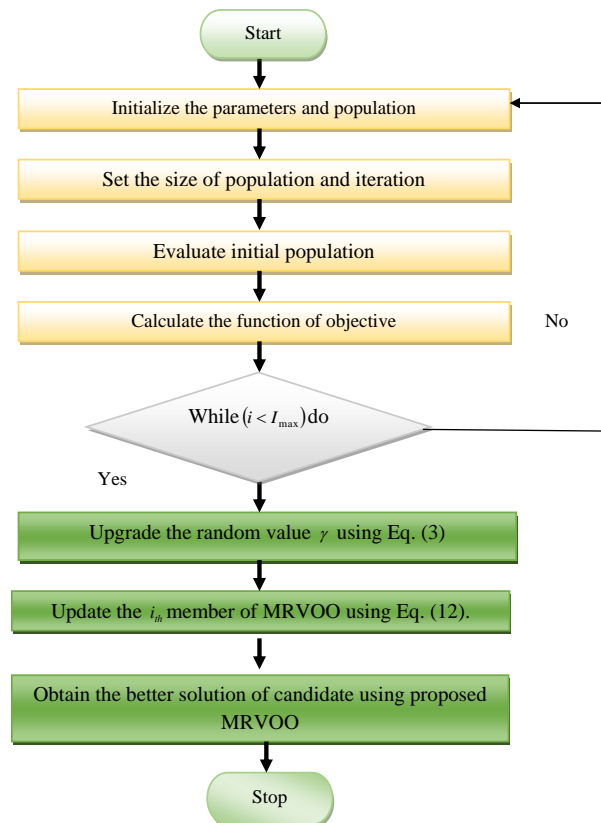 Start
Initialize the parameters and population
Set the size of population and iteration
Evaluate initial population
Calculate the function of objective
No
While (i < I_max) do
Yes
Upgrade the random value γ using Eq. (3)
Update the i_th member of MRVOO using Eq. (12).
Obtain the better solution of candidate using proposed
MRVOO
Stop